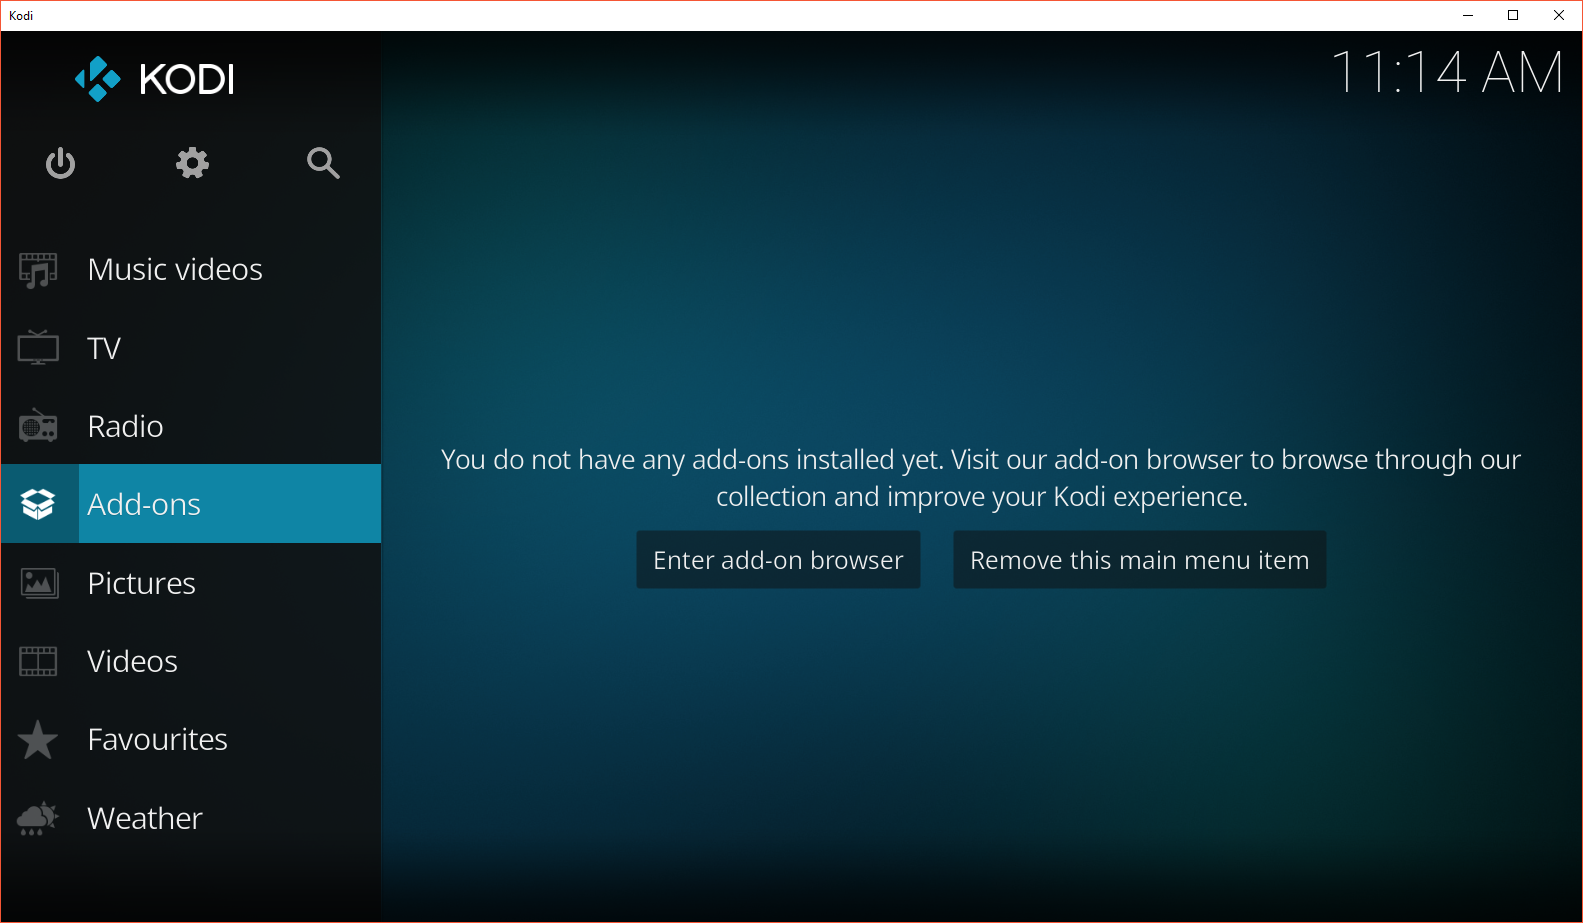 Kodi
KODI
11:14 AM
Music videos
TV
Radio
Add-ons
Pictures
Videos
Favourites
Weather
You do not have any add-ons installed yet. Visit our add-on browser to browse through our
collection and improve your Kodi experience.
Enter add-on browser
Remove this main menu item